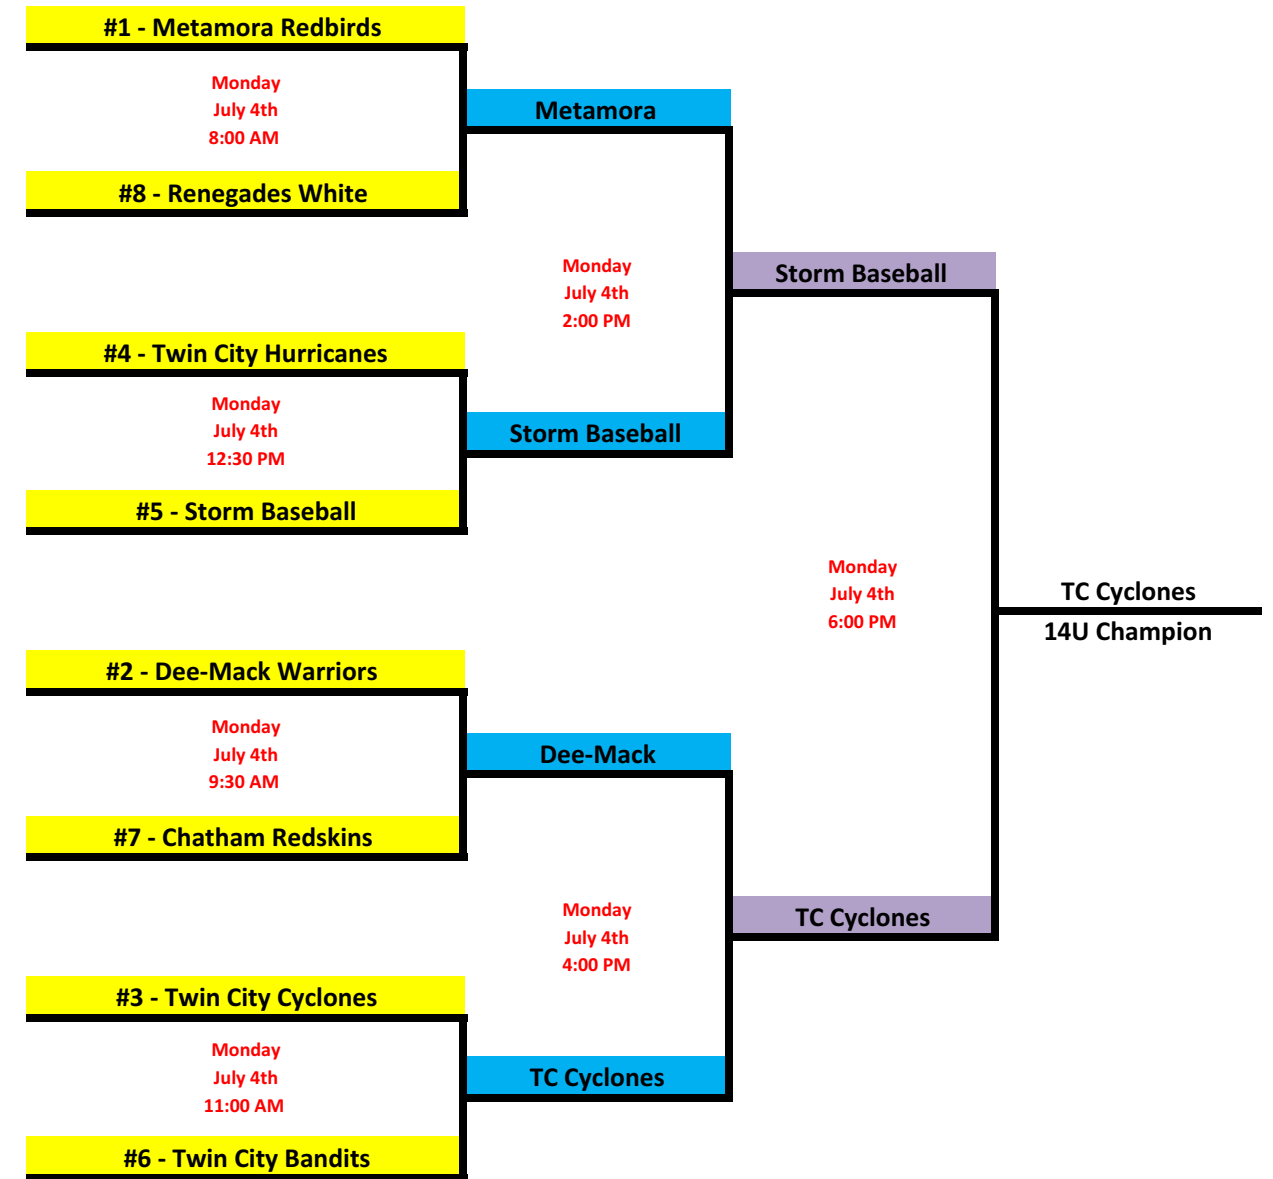 #1 - Metamora Redbirds
Monday
July 4th
8:00 AM
Metamora
#8 - Renegades White
Monday
July 4th
2:00 PM
Storm Baseball
#4 - Twin City Hurricanes
Monday
July 4th
12:30 PM
Storm Baseball
#5 - Storm Baseball
Monday
July 4th
6:00 PM
TC Cyclones
14U Champion
#2 - Dee-Mack Warriors
Monday
July 4th
9:30 AM
Dee-Mack
#7 - Chatham Redskins
Monday
July 4th
4:00 PM
TC Cyclones
#3 - Twin City Cyclones
Monday
July 4th
11:00 AM
TC Cyclones
#6 - Twin City Bandits